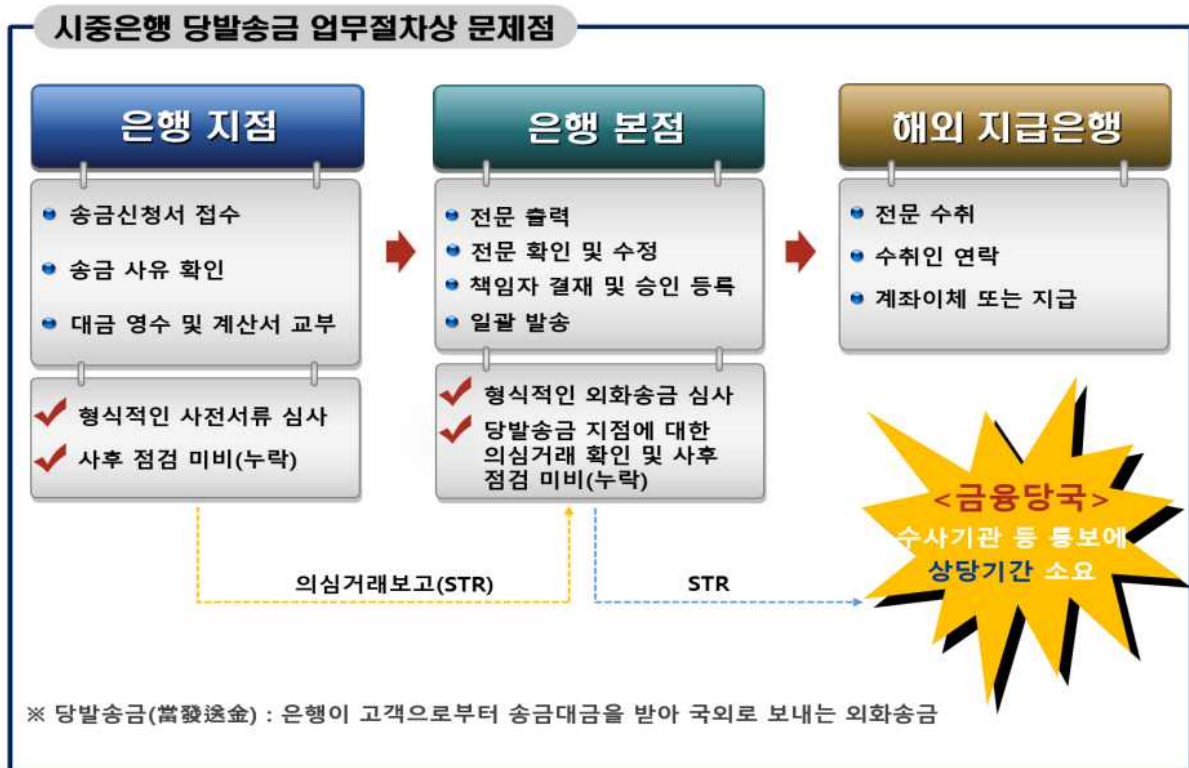 시중은행 당발송금 업무절차상 문제점
은행 지점
송금신청서 접수
송금 사유 확인
대금 영수 및 계산서 교부
형식적인 사전서류 심사
사후 점검 미비(누락)
은행 본점
전문 출력
전문 확인 및 수정
책임자 결재 및 승인 등록
일괄 발송
형식적인 외화송금 심사
당발송금 지점에 대한
의심거래 확인 및 사후
점검 미비(누락)
해외 지급은행
전문 수취
수취인 연락
계좌이체 또는 지급
<금융당국>
수사기관 등 통보에
상당기간 소요
의심거래보고(STR)
STR
※ 당발송금(當發送金) : 은행이 고객으로부터 송금대금을 받아 국외로 보내는 외화송금